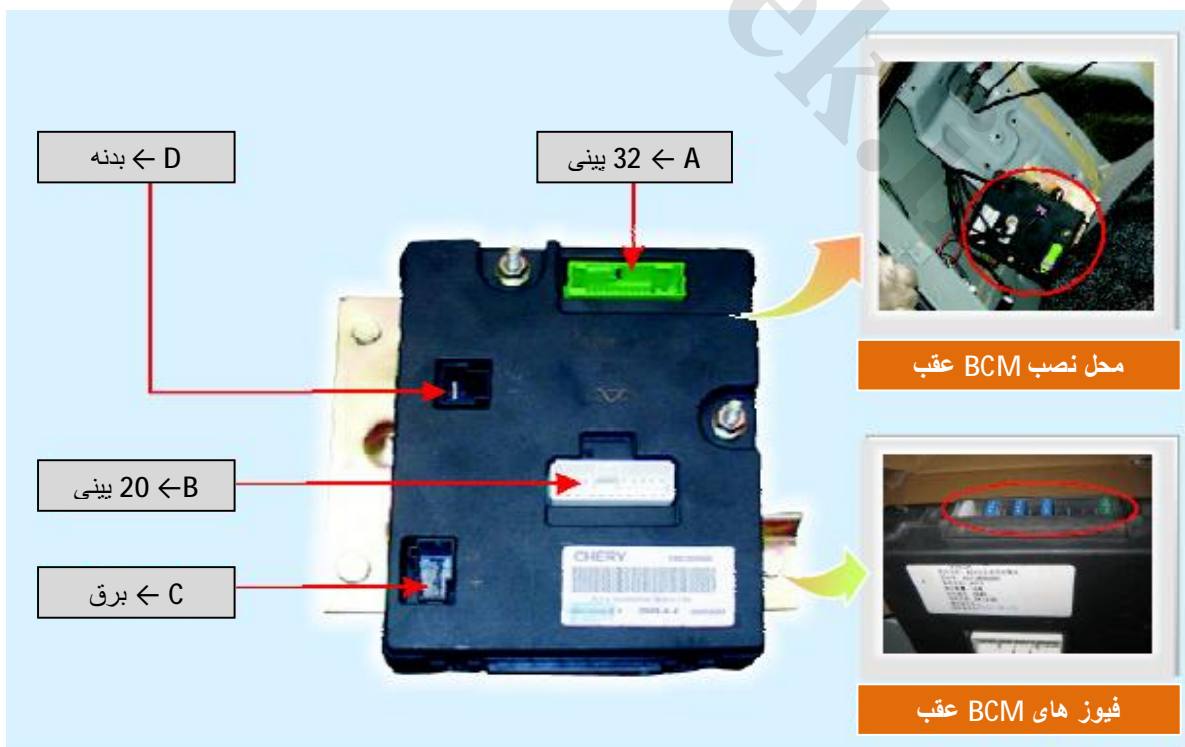 D ← بدنه
A ← 32 پینی
محل نصب BCM عقب
B← 20 پینی
CHERY
C ← برق
فیوز های BCM عقب